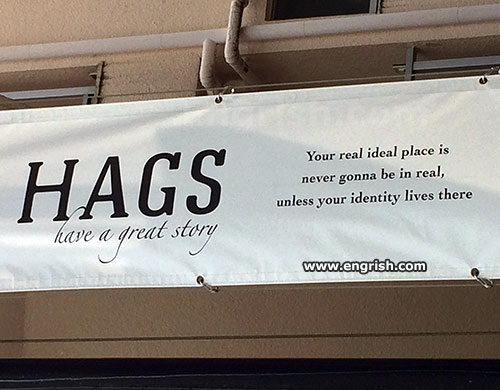 HAGS
have a great story
Your real ideal place is
never gonna be in real,
unless your identity lives there
www.engrish.com